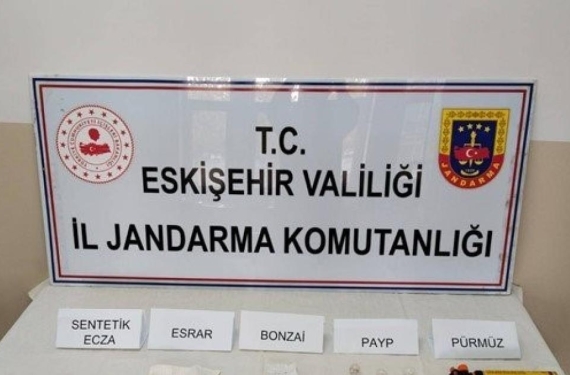 T.C.
ESKİŞEHİR VALİLİĞİ
İL JANDARMA KOMUTANLIĞI
JANDARMA
SENTETİK
ECZA
ESRAR
BONZAİ
PAYP
PÜRMÜZ